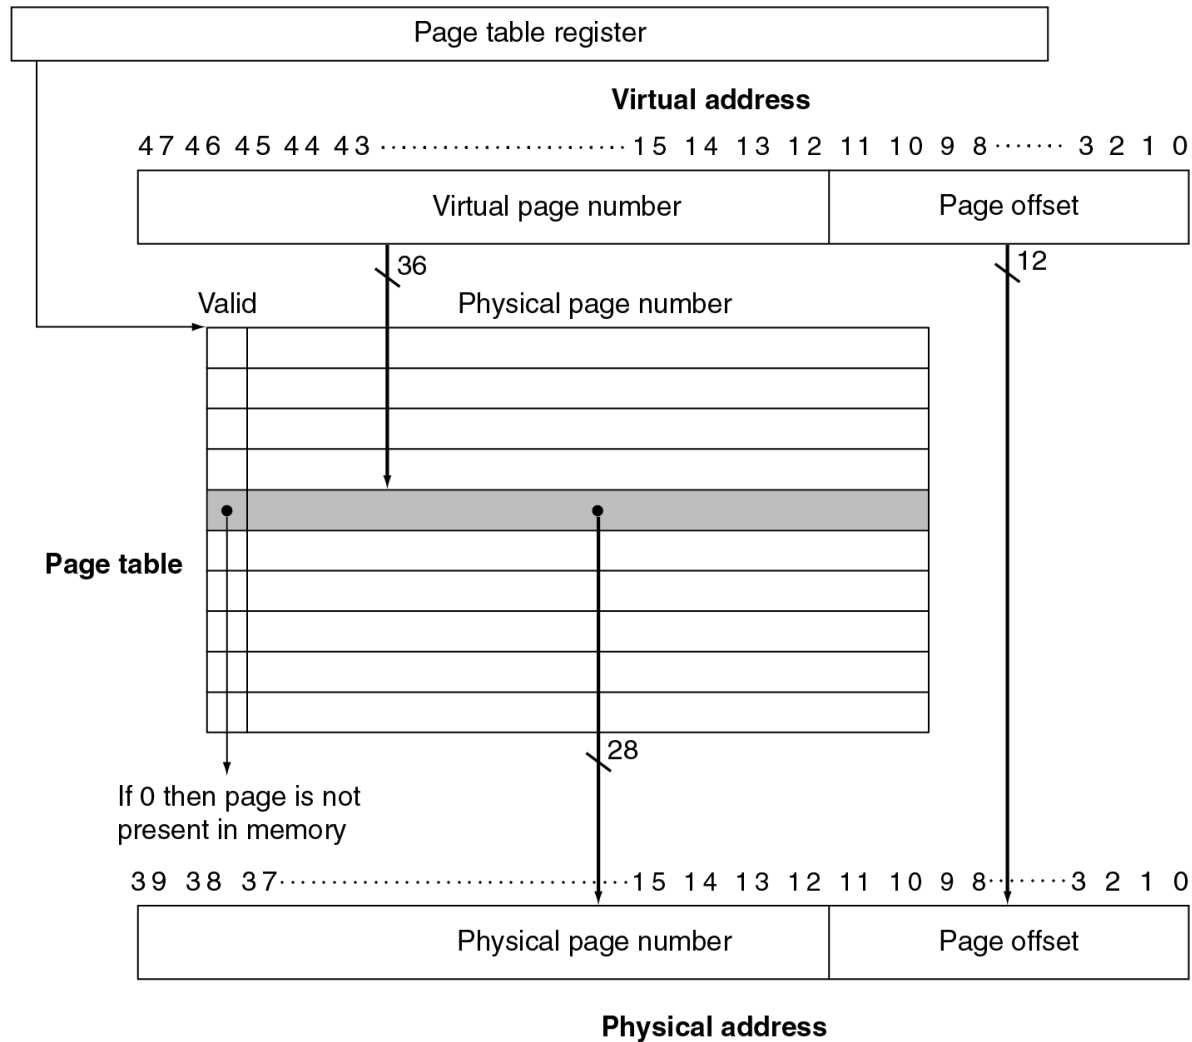 Page table register
Virtual address
47 46 45 44 43 ........................ 15 14 13 12 11 10 9 8 ....... 3 2 1 0
Virtual page number
Page offset
36
12
Valid
Physical page number
Page table
28
If 0 then page is not
present in memory
39 38 37 .................................. 15 14 13 12 11 10 9 8 ........ 3 2 1 0
Physical page number
Page offset
Physical address